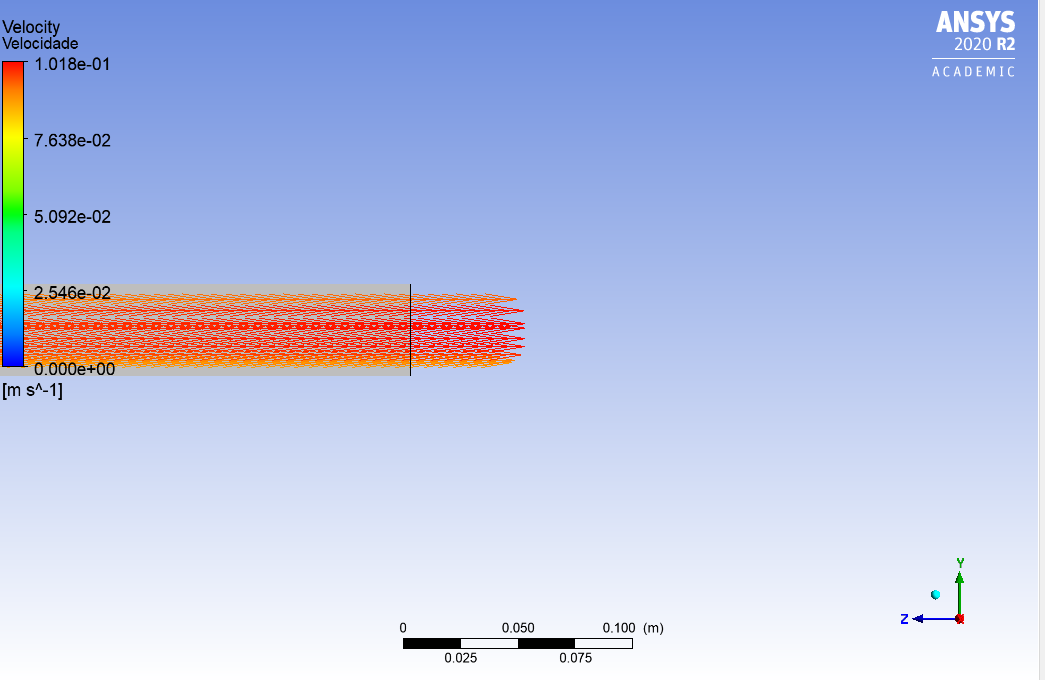 ANSYS
2020 R2
ACADEMIC
Velocity
Velocidade
1.018e-01
7.638e-02
5.092e-02
2.546e-02
0.000e+00
[m s^-1]
Y
Z
0 0.050 0.100 (m)
0.025 0.075